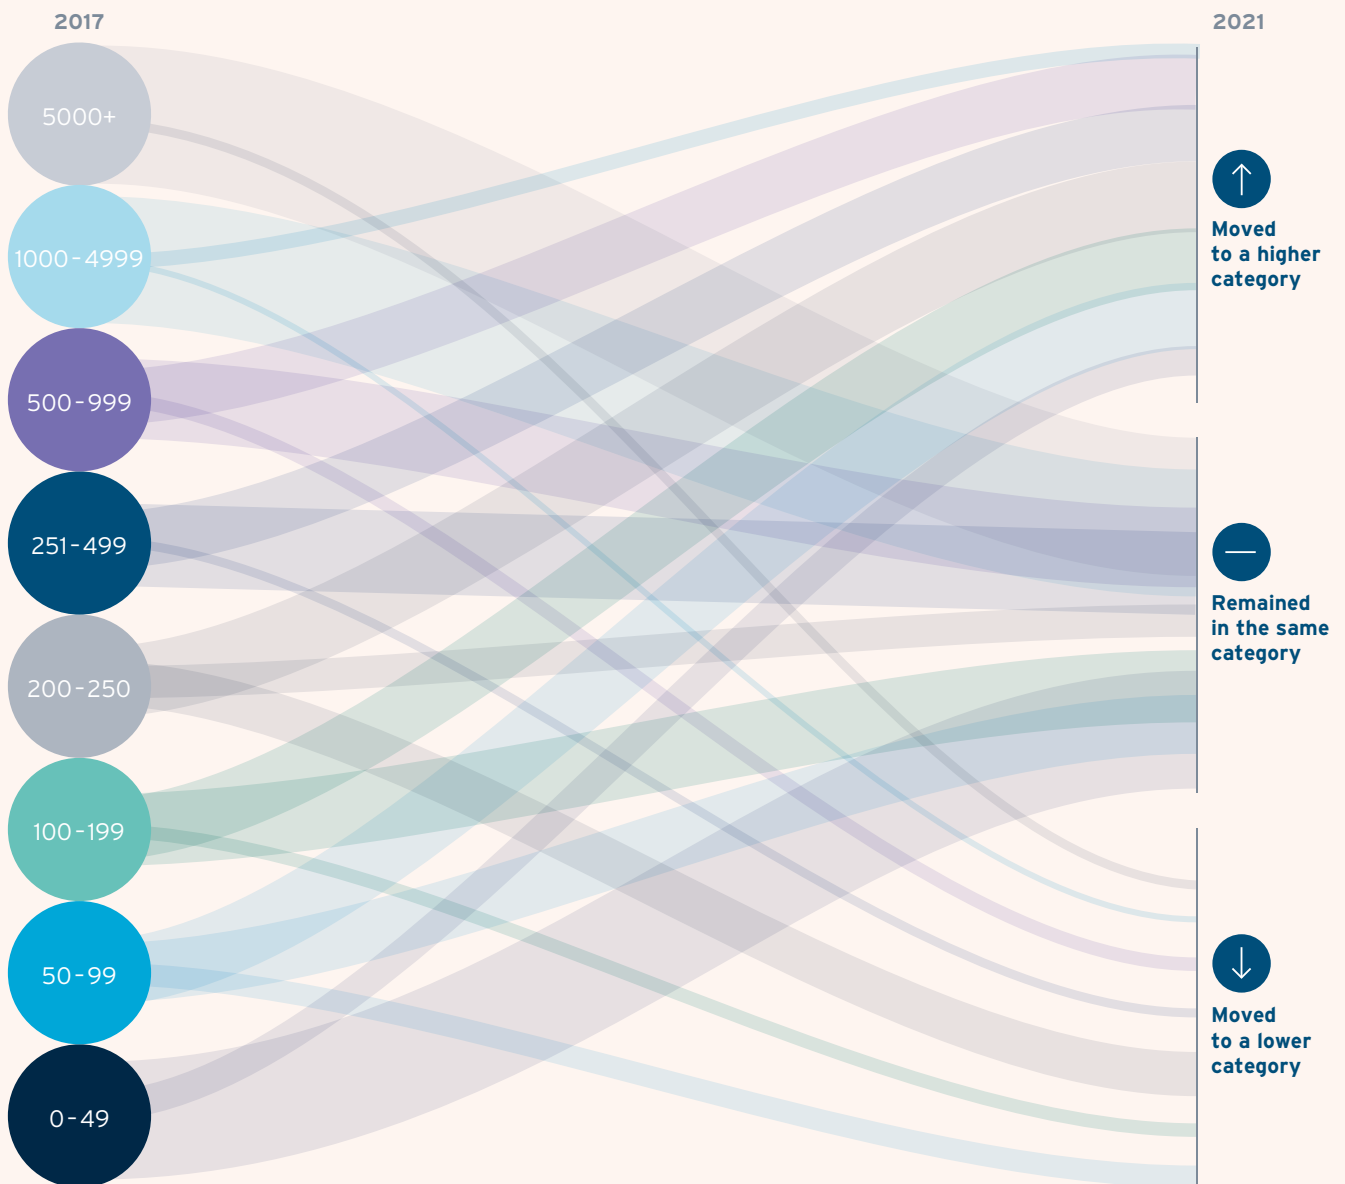 2017
2021
5000+
1000-4999
500-999
251-499
200-250
100-199
50-99
0-49
Moved
to a higher
category
Remained
in the same
category
Moved
to a lower
category